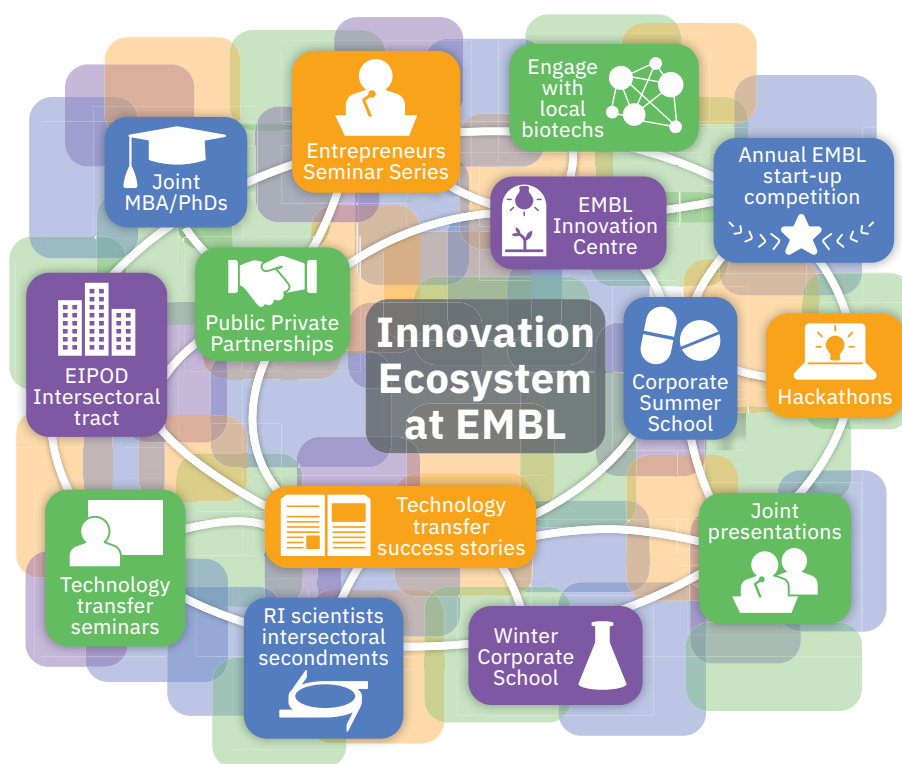 Engage
with
local
biotechs
Entrepreneurs
Seminar Series
Joint
MBA/PhDs
Annual EMBL
start-up
competition
EMBL
Innovation
Centre
Public Private
Partnerships
Innovation
Ecosystem
at EMBL
EIPOD
Intersectoral
tract
Corporate
Summer
School
Hackathons
Technology
transfer
success stories
Joint
presentations
Technology
transfer
seminars
RI scientists
intersectoral
secondments
Winter
Corporate
School